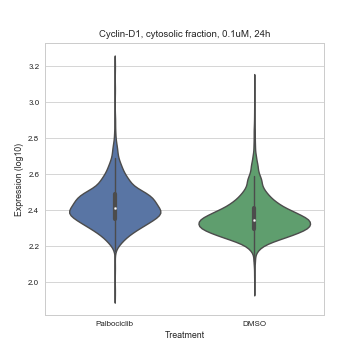 Cyclin-D1, cytosolic fraction, 0.1uM, 24h
Expression (log10)
3.2
3.0
2.8
2.6
2.4
2.2
2.0
Palbociclib
DMSO
Treatment